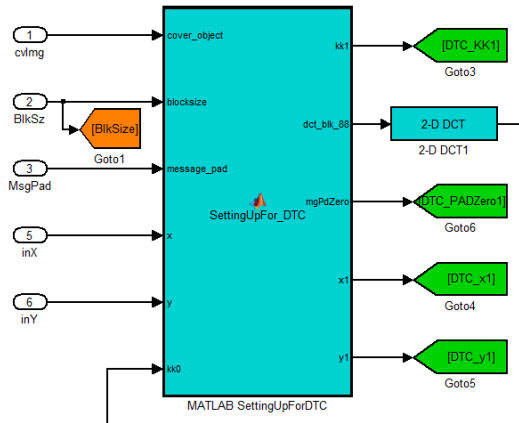 1
cvImg
2
BlkSz
[BlkSize]
Goto1
3
MsgPad
5
inX
6
inY
cover_object
blocksize
message_pad
x
y
kk0
SettingUpFor_DTC
kk1
dct_blk_88
mgPdZero
x1
y1
MATLAB SettingUpForDTC
[DTC_KK1]
Goto3
2-D DCT
2-D DCT1
[DTC_PADZero1]
Goto6
[DTC_x1]
Goto4
[DTC_y1]
Goto5